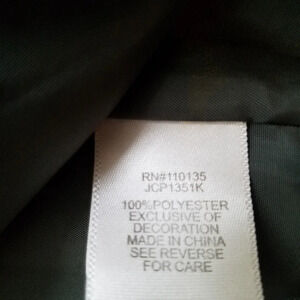 RN#110135
JCP1351K
100%POLYESTER
EXCLUSIVE OF
DECORATION
MADE IN CHINA
SEE REVERSE
FOR CARE